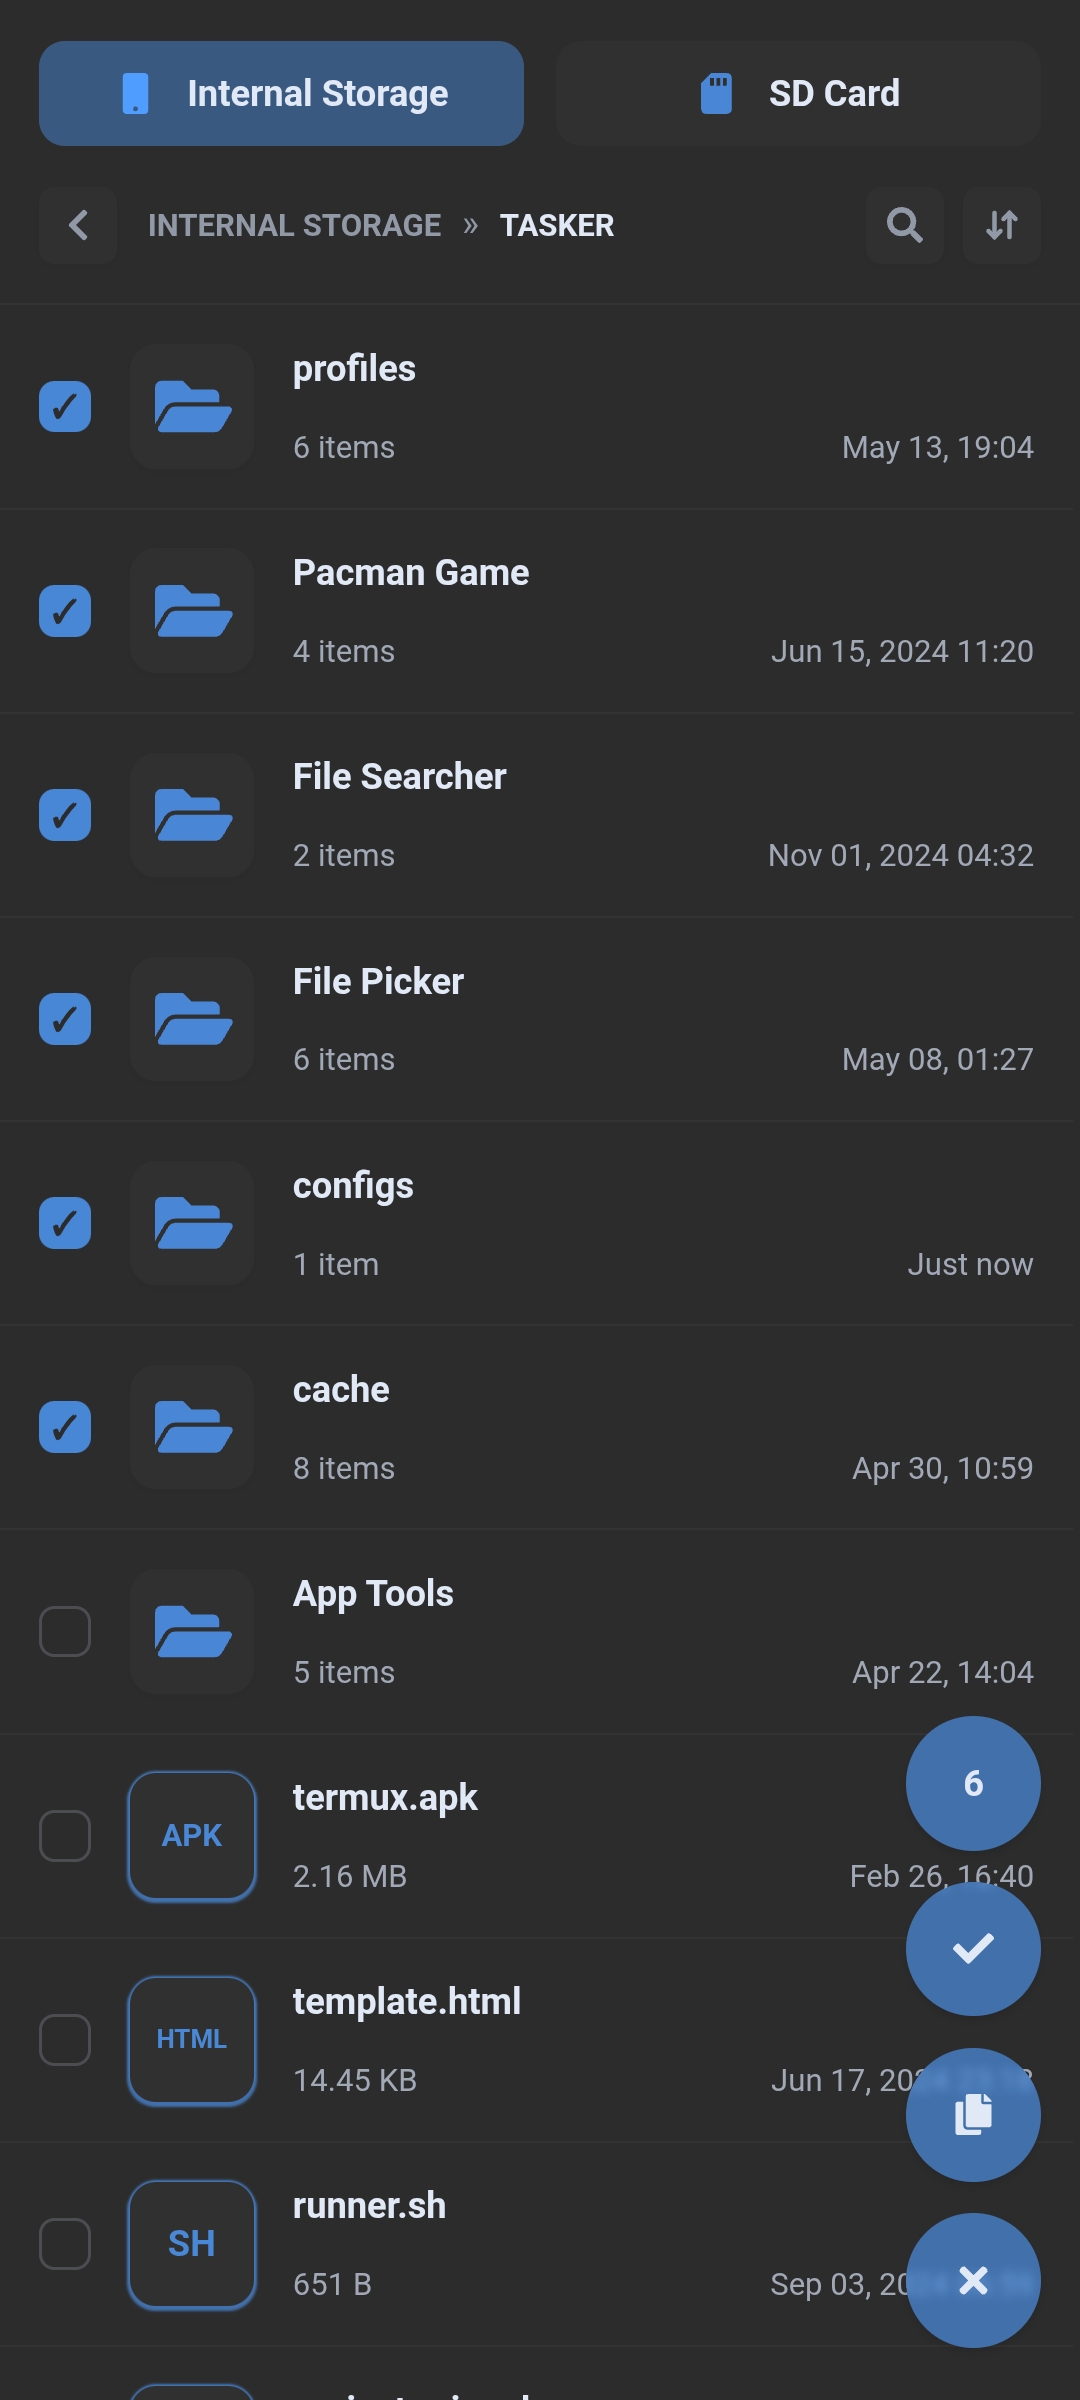 Internal Storage
SD Card
INTERNAL STORAGE » TASKER
profiles
6 items
May 13, 19:04
Pacman Game
4 items
Jun 15, 2024 11:20
File Searcher
2 items
Nov 01, 2024 04:32
File Picker
6 items
May 08, 01:27
configs
1 item
Just now
cache
8 items
Apr 30, 10:59
App Tools
5 items
Apr 22, 14:04
6
APK
termux.apk
2.16 MB
Feb 26, 16:40
HTML
template.html
14.45 KB
Jun 17,
SH
runner.sh
651 B
Sep 03,